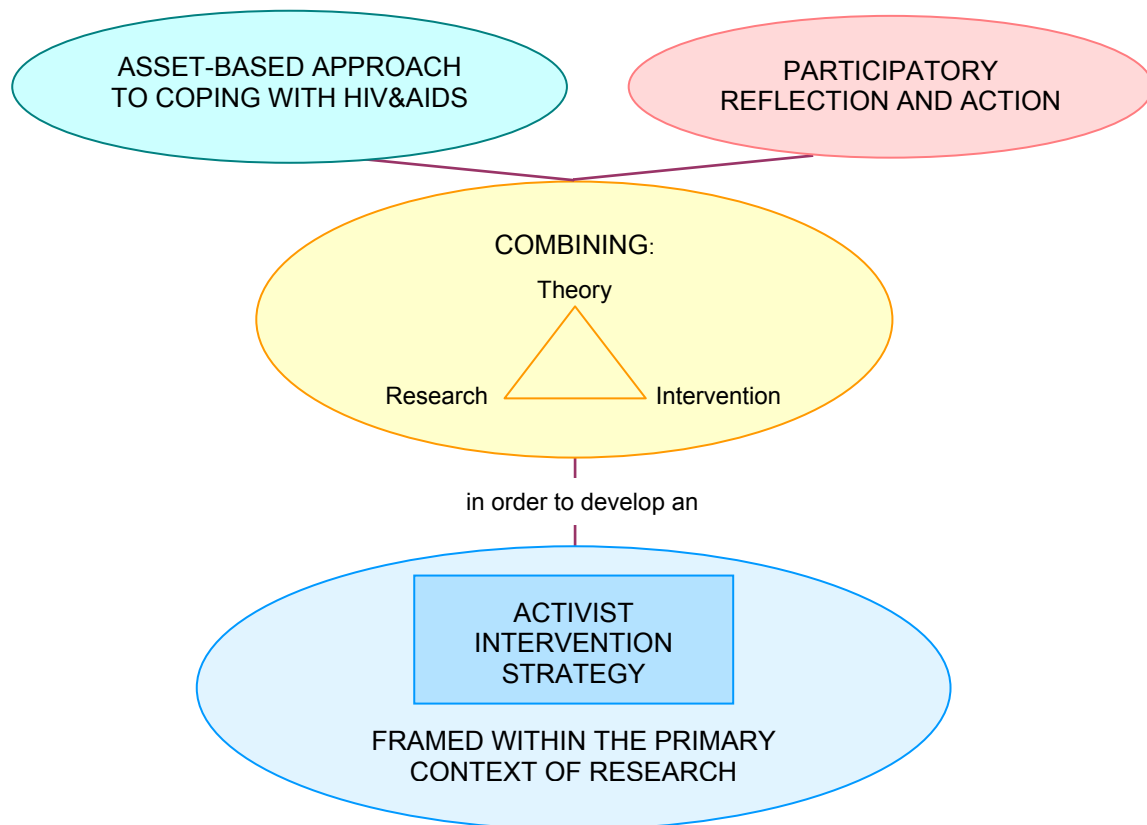 ASSET-BASED APPROACH
TO COPING WITH HIV&AIDS
PARTICIPATORY
REFLECTION AND ACTION
COMBINING:
Theory
Research
Intervention
in order to develop an
ACTIVIST
INTERVENTION
STRATEGY
FRAMED WITHIN THE PRIMARY
CONTEXT OF RESEARCH